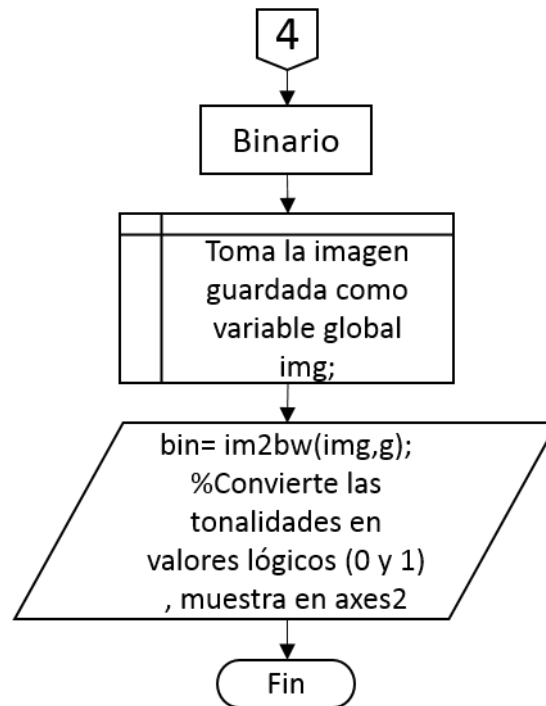 4
Binario
Toma la imagen
guardada como
variable global
img;
bin= im2bw(img,g);
%Convierte las
tonalidades en
valores lógicos (0 y 1)
, muestra en axes2
Fin